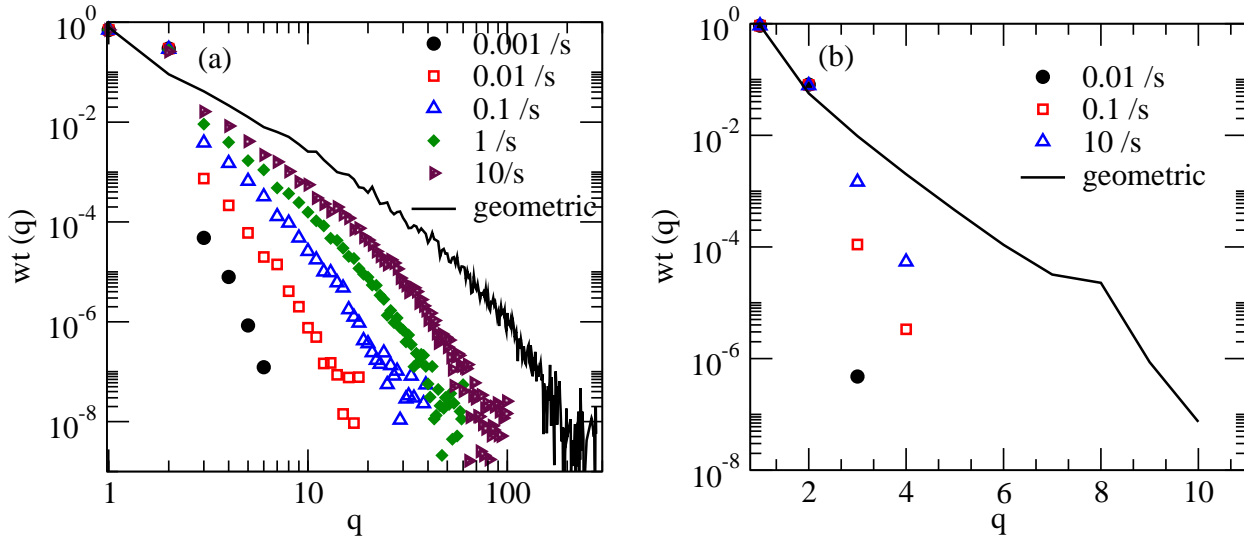 (a)
0.001 /s
0.01 /s
0.1 /s
1 /s
10/s
geometric
10^0
10^-2
10^-4
10^-6
10^-8
wt (q)
1
10
100
q
(b)
0.01 /s
0.1 /s
10 /s
geometric
10^0
10^-2
10^-4
10^-6
10^-8
wt (q)
2
4
6
8
10
q